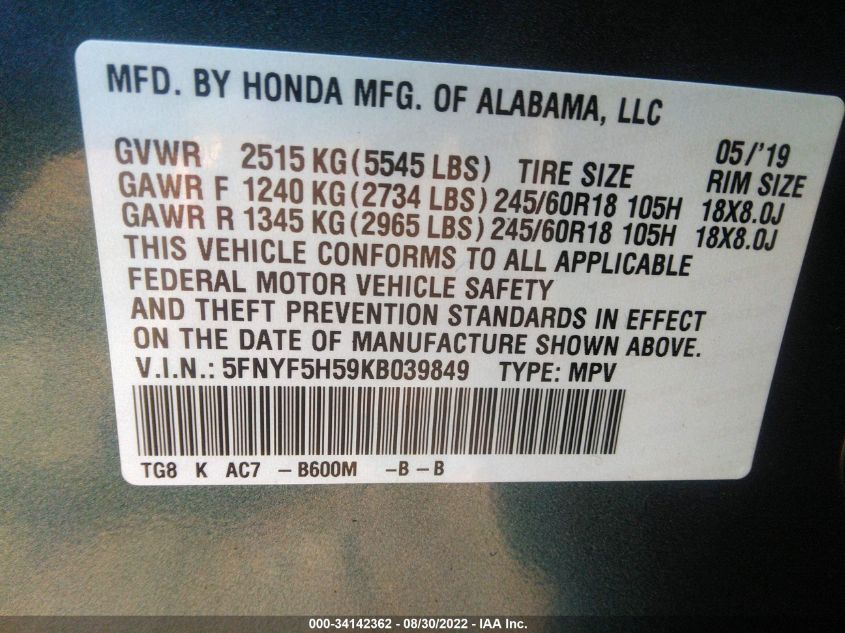 MFD. BY HONDA MFG. OF ALABAMA, LLC
05/'19
GVWR 2515 KG (5545 LBS) TIRE SIZE RIM SIZE
GAWR F 1240 KG (2734 LBS) 245/60R18 105H 18X8.0J
GAWR R 1345 KG (2965 LBS) 245/60R18 105H 18X8.0J
THIS VEHICLE CONFORMS TO ALL APPLICABLE
FEDERAL MOTOR VEHICLE SAFETY
AND THEFT PREVENTION STANDARDS IN EFFECT
ON THE DATE OF MANUFACTURE SHOWN ABOVE.
V.I.N.: 5FNYF5H59KB039849 TYPE: MPV
TG8 K AC7 – B600M – B – B
000-34142362 - 08/30/2022 - IAA Inc.